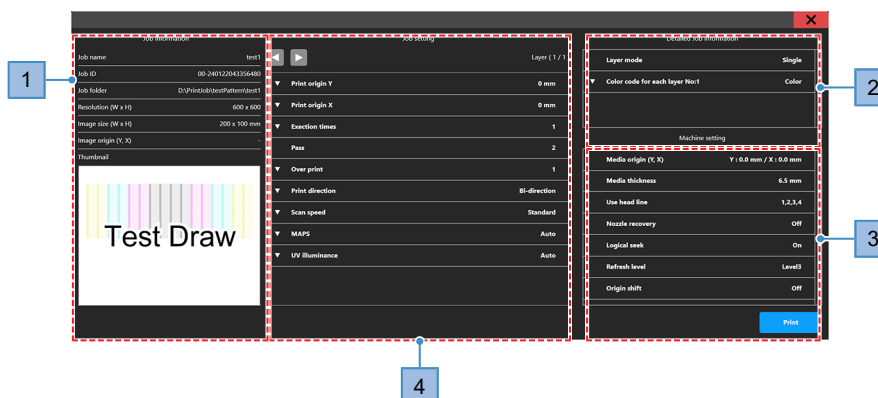 Job information
Job name test1
Job ID 00-240122043356480
Job folder D:\PrintJob\testPattern\test1
Resolution (W x H) 600 x 600
Image size (W x H) 200 x 100 mm
Image origin (Y, X) -
Thumbnail
Test Draw
Job setting
Layer ( 1 / 1
Print origin Y 0 mm
Print origin X 0 mm
Exection times 1
Pass 2
Over print 1
Print direction Bi-direction
Scan speed Standard
MAPS Auto
UV illuminance Auto
Detailed Job information
Layer mode Single
Color code for each layer No:1 Color
Machine setting
Media origin (Y, X) Y : 0.0 mm / X : 0.0 mm
Media thickness 6.5 mm
Use head line 1,2,3,4
Nozzle recovery Off
Logical seek On
Refresh level Level3
Origin shift Off
Print
1
2
3
4